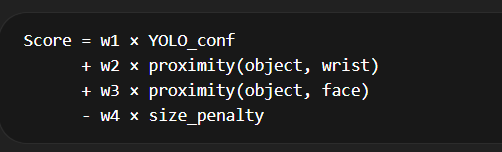 Score = w1 × YOLO_conf
+ w2 × proximity(object, wrist)
+ w3 × proximity(object, face)
- w4 × size_penalty